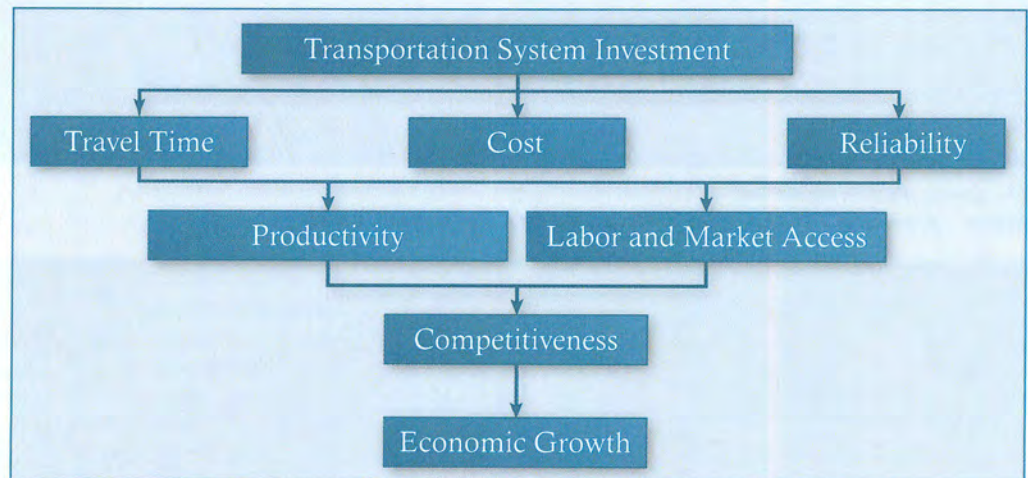 Transportation System Investment
Travel Time
Cost
Reliability
Productivity
Labor and Market Access
Competitiveness
Economic Growth